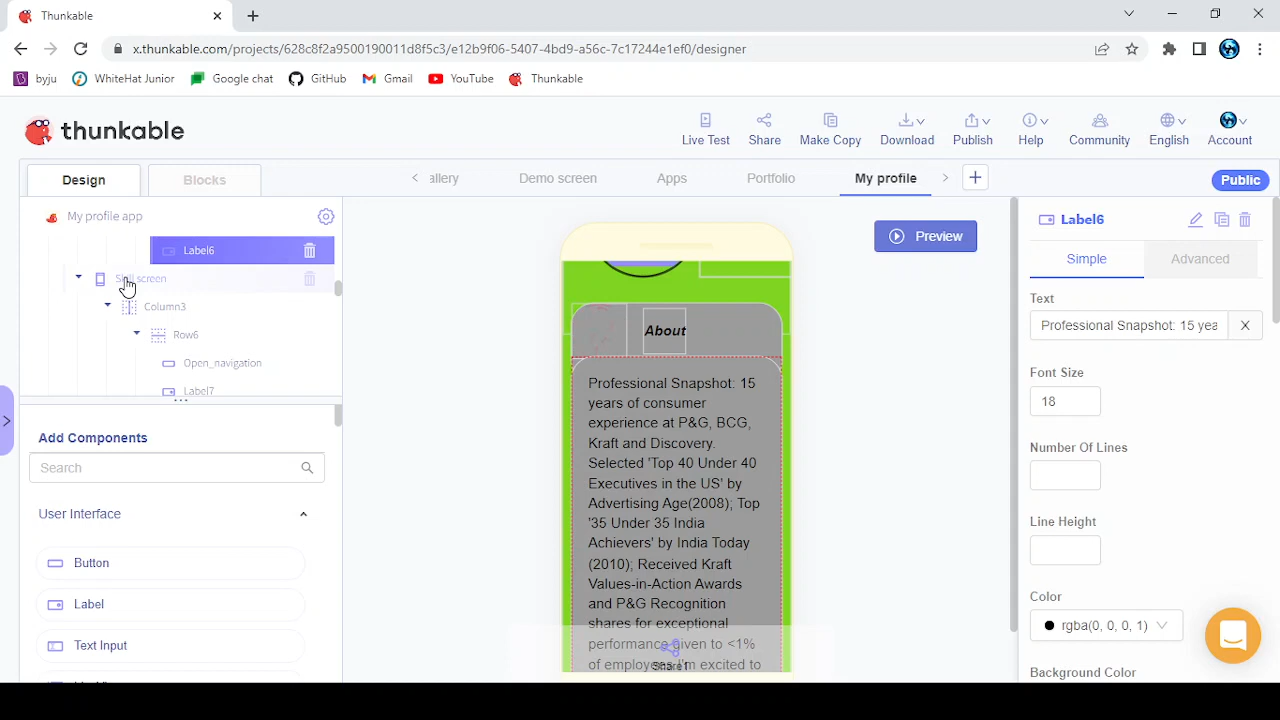 Thunkable
x.thunkable.com/projects/628c8f2a9500190011d8f5c3/e12b9f06-5407-4bd9-a56c-7c17244e1ef0/designer
byju WhiteHat Junior Google chat GitHub Gmail YouTube Thunkable
thunkable
Live Test Share Make Copy Download Publish Help Community English Account
Design Blocks
allery Demo screen Apps Portfolio My profile
Public
My profile app
Label6
Skill screen
Column3
Row6
Open_navigation
Label7
Add Components
Search
User Interface
Button
Label
Text Input
Preview
About
Professional Snapshot: 15
years of consumer
experience at P&G, BCG,
Kraft and Discovery.
Selected 'Top 40 Under 40
Executives in the US' by
Advertising Age(2008); Top
'35 Under 35 India
Achievers' by India Today
(2010); Received Kraft
Values-in-Action Awards
and P&G Recognition
shares for exceptional
performance given to <1%
of employees. I'm excited to
Share1
Label6
Simple Advanced
Text
Professional Snapshot: 15 yea
Font Size
18
Number Of Lines
Line Height
Color
rgba(0, 0, 0, 1)
Background Color